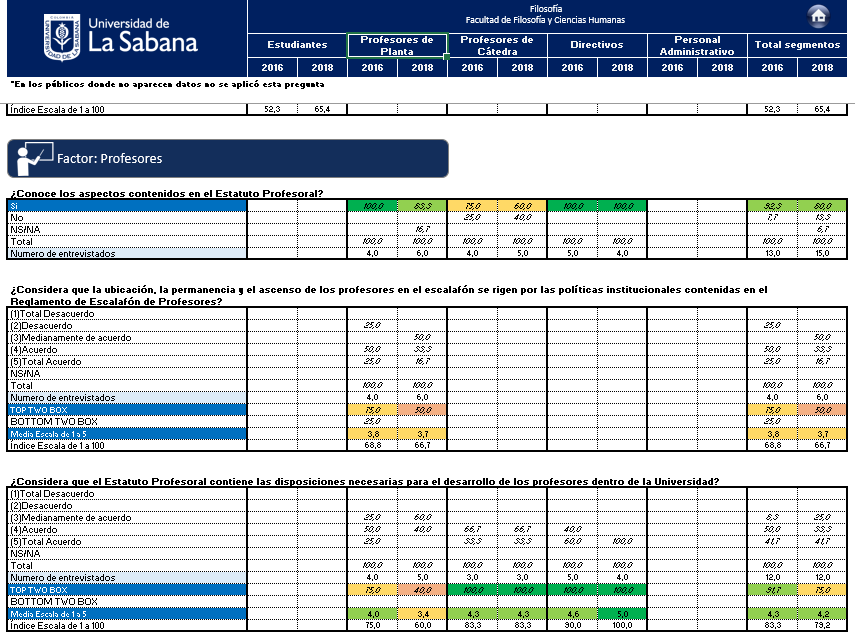 Filosofía
Facultad de Filosofía y Ciencias Humanas
UNIVERSIDAD DE LA SABANA COLOMBIA
Universidad de
La Sabana
Estudiantes Profesores de Planta Profesores de Cátedra Directivos Personal Administrativo Total segmentos
2016 2018 2016 2018 2016 2018 2016 2018 2016 2018 2016 2018
*En los públicos donde no aparecen datos no se aplicó esta pregunta
Índice Escala de 1 a 100 52,3 65,4 52,3 65,4
Factor: Profesores
¿Conoce los aspectos contenidos en el Estatuto Profesoral?
Si 100,0 83,3 75,0 60,0 100,0 100,0 92,3 80,0
No 25,0 40,0 7,7 13,3
NS/NA 16,7 6,7
Total 100,0 100,0 100,0 100,0 100,0 100,0 100,0 100,0
Numero de entrevistados 4,0 6,0 4,0 5,0 5,0 4,0 13,0 15,0
¿Considera que la ubicación, la permanencia y el ascenso de los profesores en el escalafón se rigen por las políticas institucionales contenidas en el
Reglamento de Escalafón de Profesores?
(1)Total Desacuerdo
(2)Desacuerdo 25,0 25,0
(3)Medianamente de acuerdo 50,0 50,0
(4)Acuerdo 50,0 33,3 50,0 33,3
(5)Total Acuerdo 25,0 16,7 25,0 16,7
NS/NA
Total 100,0 100,0 100,0 100,0
Numero de entrevistados 4,0 6,0 4,0 6,0
TOP TWO BOX 75,0 50,0 75,0 50,0
BOTTOM TWO BOX 25,0 25,0
Media Escala de 1 a 5 3,8 3,7 3,8 3,7
Índice Escala de 1 a 100 68,8 66,7 68,8 66,7
¿Considera que el Estatuto Profesoral contiene las disposiciones necesarias para el desarrollo de los profesores dentro de la Universidad?
(1)Total Desacuerdo
(2)Desacuerdo
(3)Medianamente de acuerdo 25,0 60,0 8,3 25,0
(4)Acuerdo 50,0 40,0 66,7 66,7 40,0 50,0 33,3
(5)Total Acuerdo 25,0 33,3 33,3 60,0 100,0 41,7 41,7
NS/NA
Total 100,0 100,0 100,0 100,0 100,0 100,0 100,0 100,0
Numero de entrevistados 4,0 5,0 3,0 3,0 5,0 4,0 12,0 12,0
TOP TWO BOX 75,0 40,0 100,0 100,0 100,0 100,0 91,7 75,0
BOTTOM TWO BOX
Media Escala de 1 a 5 4,0 3,4 4,3 4,3 4,6 5,0 4,3 4,2
Índice Escala de 1 a 100 75,0 60,0 83,3 83,3 90,0 100,0 83,3 79,2